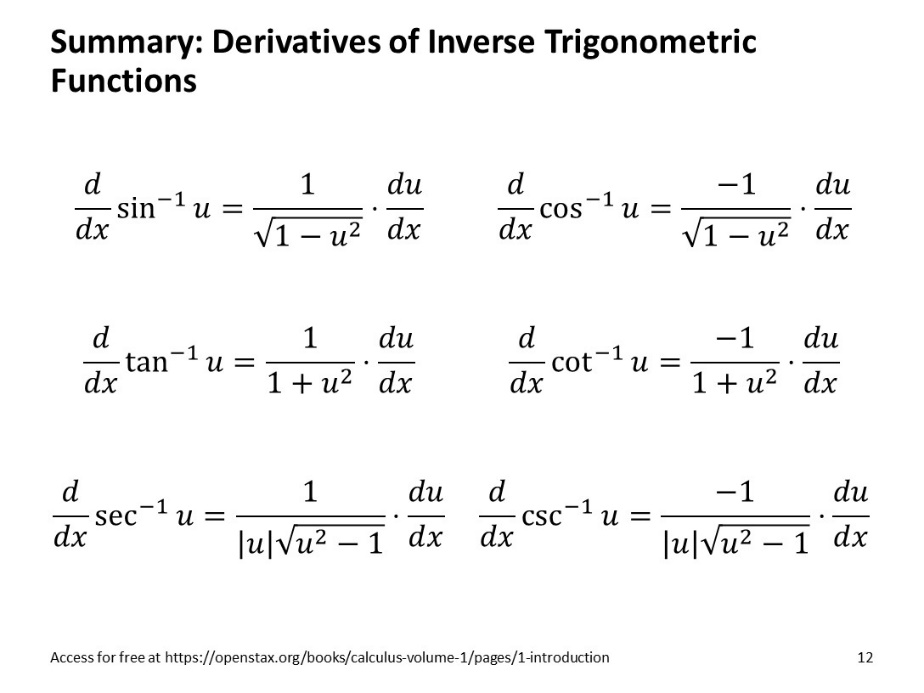 Summary: Derivatives of Inverse Trigonometric
Functions
d/dx sin⁻¹ u = 1/√(1 − u²) · du/dx
d/dx cos⁻¹ u = −1/√(1 − u²) · du/dx
d/dx tan⁻¹ u = 1/(1 + u²) · du/dx
d/dx cot⁻¹ u = −1/(1 + u²) · du/dx
d/dx sec⁻¹ u = 1/(|u|√(u² − 1)) · du/dx
d/dx csc⁻¹ u = −1/(|u|√(u² − 1)) · du/dx
Access for free at https://openstax.org/books/calculus-volume-1/pages/1-introduction
12